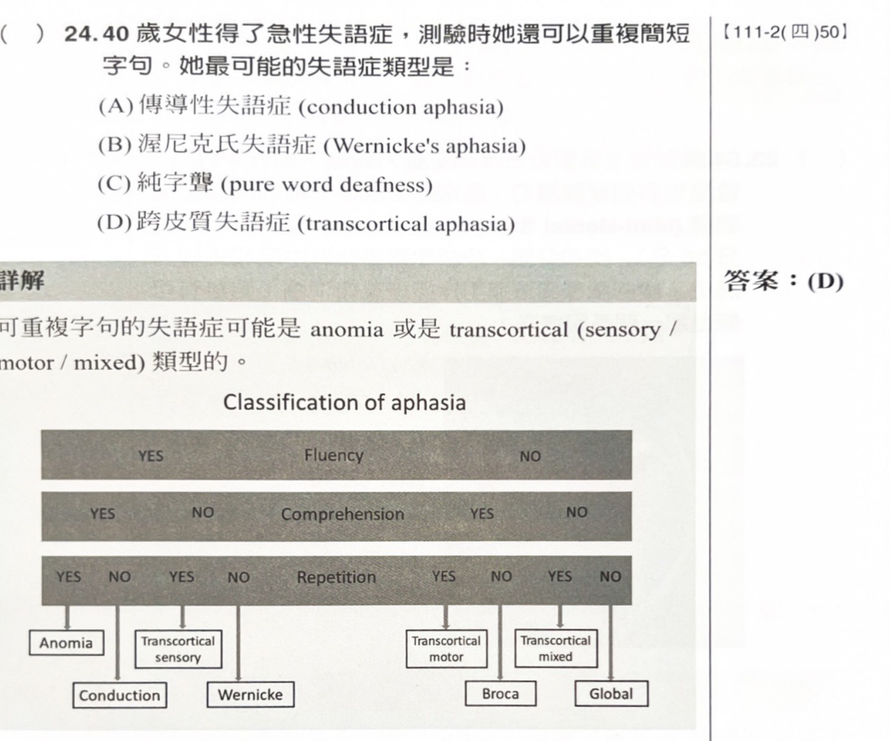 ( ) 24. 40 歲女性得了急性失語症，測驗時她還可以重複簡短
字句。她最可能的失語症類型是：
(A) 傳導性失語症 (conduction aphasia)
(B) 渥尼克氏失語症 (Wernicke's aphasia)
(C) 純字聾 (pure word deafness)
(D) 跨皮質失語症 (transcortical aphasia)
【111-2(四)50】
詳解
答案：(D)
可重複字句的失語症可能是 anomia 或是 transcortical (sensory /
motor / mixed) 類型的。
Classification of aphasia
YES Fluency NO
YES NO Comprehension YES NO
YES NO YES NO Repetition YES NO YES NO
Anomia
Transcortical
sensory
Transcortical
motor
Transcortical
mixed
Conduction
Wernicke
Broca
Global